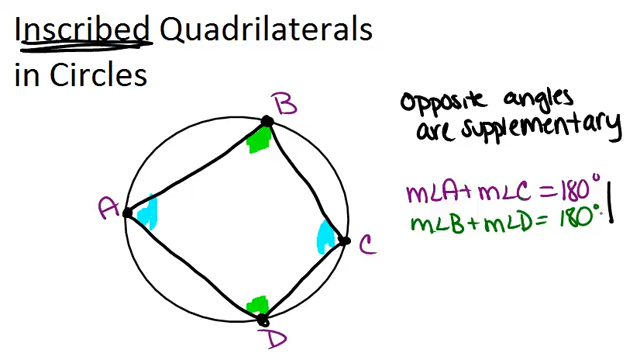 Inscribed Quadrilaterals
in Circles
B
opposite angles
are supplementary
m∠A + m∠C = 180°
A
m∠B + m∠D = 180°
C
D